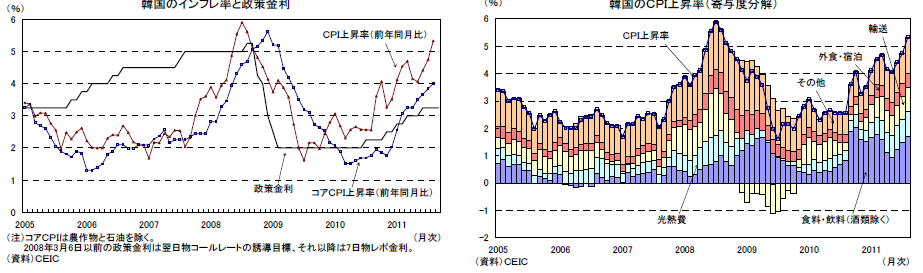 韓国のインフレ率と政策金利
(%)
6
5
4
3
2
1
0
CPI上昇率(前年同月比)
政策金利
コアCPI上昇率(前年同月比)
2005
2006
2007
2008
2009
2010
2011
(月次)
(注)コアCPIは農作物と石油を除く。
2008年3月6日以前の政策金利は翌日物コールレートの誘導目標、それ以降は7日物レポ金利。
(資料)CEIC
韓国のCPI上昇率(寄与度分解)
(%)
6
5
4
3
2
1
0
−1
−2
CPI上昇率
輸送
外食・宿泊
その他
光熱費
食料・飲料(酒類除く)
2005
2006
2007
2008
2009
2010
2011
(月次)
(資料)CEIC